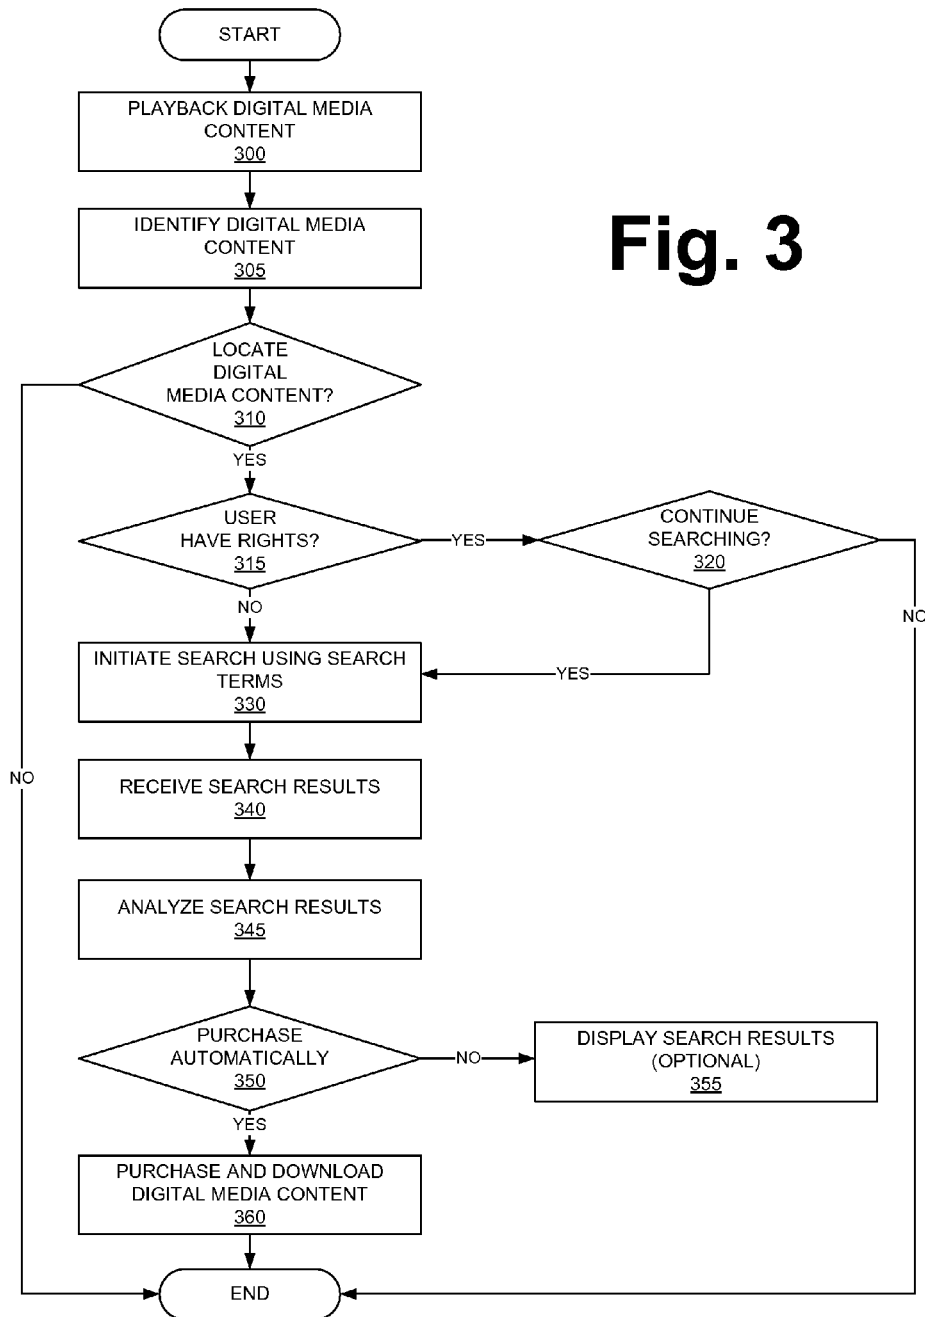 START
PLAYBACK DIGITAL MEDIA
CONTENT
300
IDENTIFY DIGITAL MEDIA
CONTENT
305
Fig. 3
LOCATE
DIGITAL
MEDIA CONTENT?
310
YES
USER
HAVE RIGHTS?
315
YES
CONTINUE
SEARCHING?
320
NO
NO
INITIATE SEARCH USING SEARCH
TERMS
330
YES
NO
RECEIVE SEARCH RESULTS
340
ANALYZE SEARCH RESULTS
345
PURCHASE
AUTOMATICALLY
350
NO
DISPLAY SEARCH RESULTS
(OPTIONAL)
355
YES
PURCHASE AND DOWNLOAD
DIGITAL MEDIA CONTENT
360
END